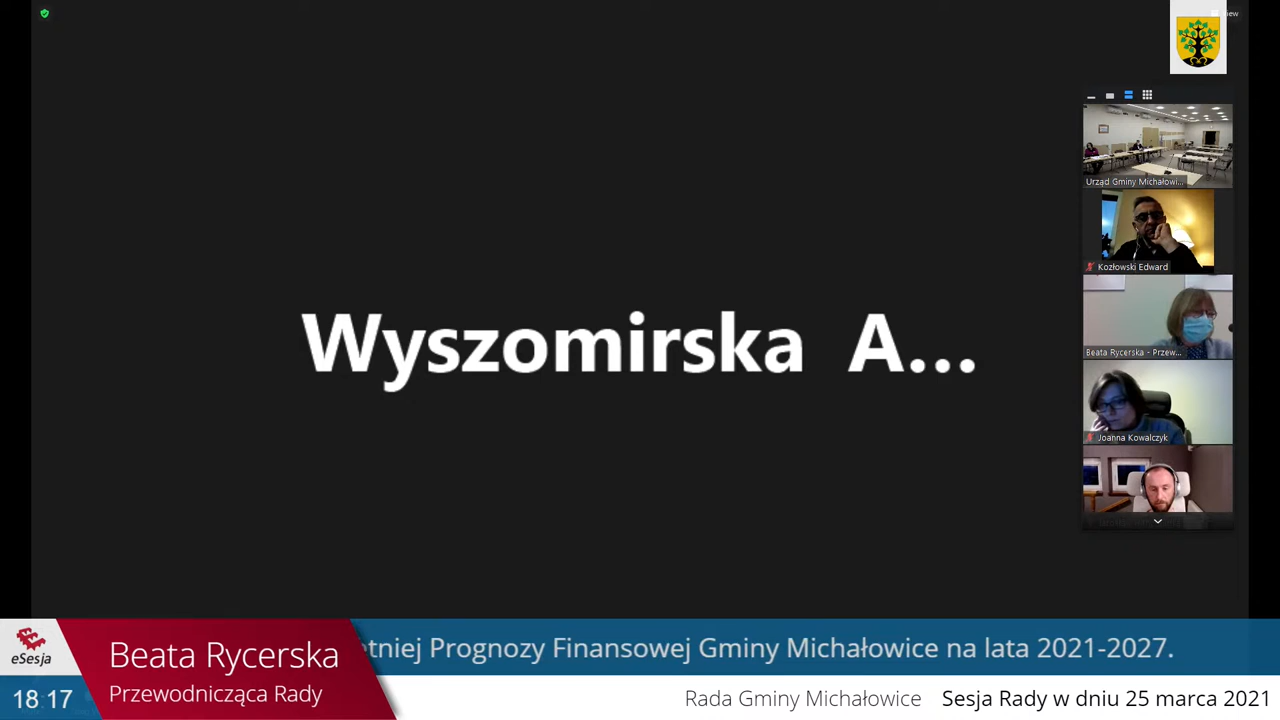 View
Urząd Gminy Michałowi...
Kozłowski Edward
Beata Rycerska - Przew...
Joanna Kowalczyk
Wyszomirska A...
eSesja
18:17
Beata Rycerska
Przewodnicząca Rady
etniej Prognozy Finansowej Gminy Michałowice na lata 2021-2027.
Rada Gminy Michałowice
Sesja Rady w dniu 25 marca 2021